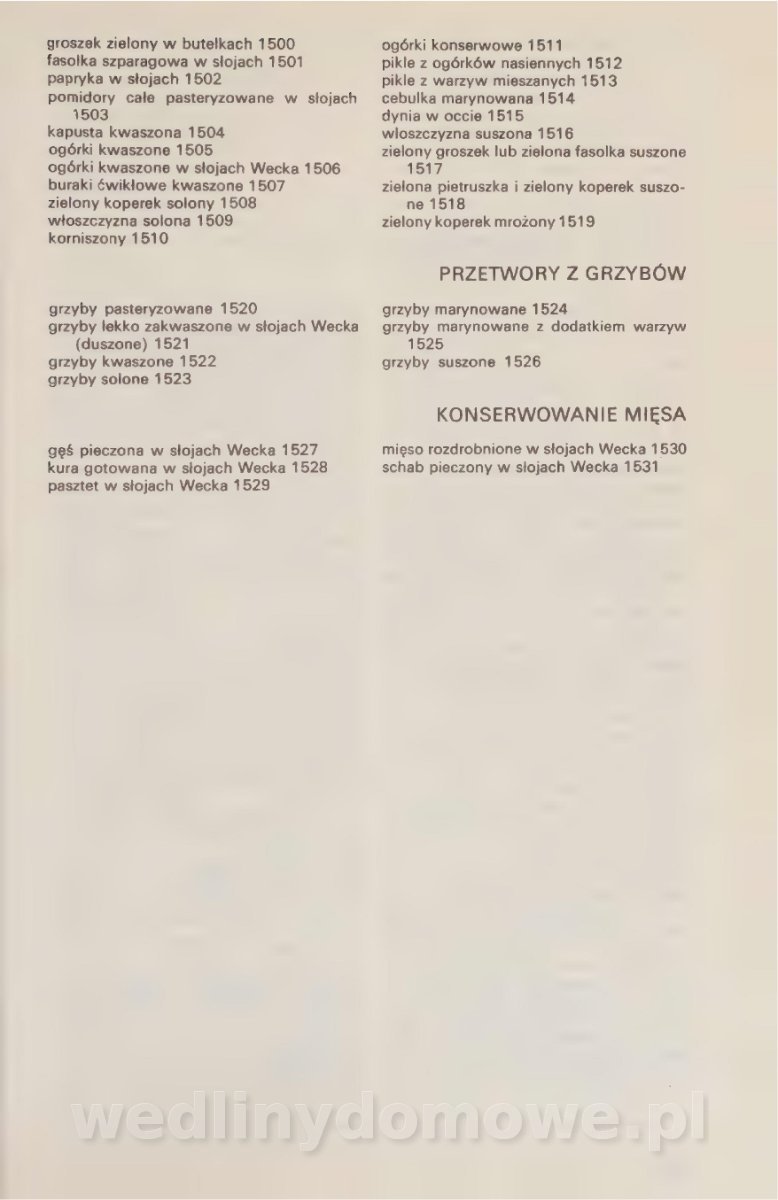 groszek zielony w butelkach 1500
fasolka szparagowa w słojach 1501
papryka w słojach 1502
pomidory całe pasteryzowane w słojach
1503
kapusta kwaszona 1504
ogórki kwaszone 1505
ogórki kwaszone w słojach Wecka 1506
buraki ćwikłowe kwaszone 1507
zielony koperek solony 1508
włoszczyzna solona 1509
korniszony 1510
ogórki konserwowe 1511
pikle z ogórków nasiennych 1512
pikle z warzyw mieszanych 1513
cebulka marynowana 1514
dynia w occie 1515
włoszczyzna suszona 1516
zielony groszek lub zielona fasolka suszone
1517
zielona pietruszka i zielony koperek suszo-
ne 1518
zielony koperek mrożony 1519
PRZETWORY Z GRZYBÓW
grzyby pasteryzowane 1520
grzyby lekko zakwaszone w słojach Wecka
(duszone) 1521
grzyby kwaszone 1522
grzyby solone 1523
grzyby marynowane 1524
grzyby marynowane z dodatkiem warzyw
1525
grzyby suszone 1526
KONSERWOWANIE MIĘSA
gęś pieczona w słojach Wecka 1527
kura gotowana w słojach Wecka 1528
pasztet w słojach Wecka 1529
mięso rozdrobnione w słojach Wecka 1530
schab pieczony w słojach Wecka 1531
wedlinydomowe.pl